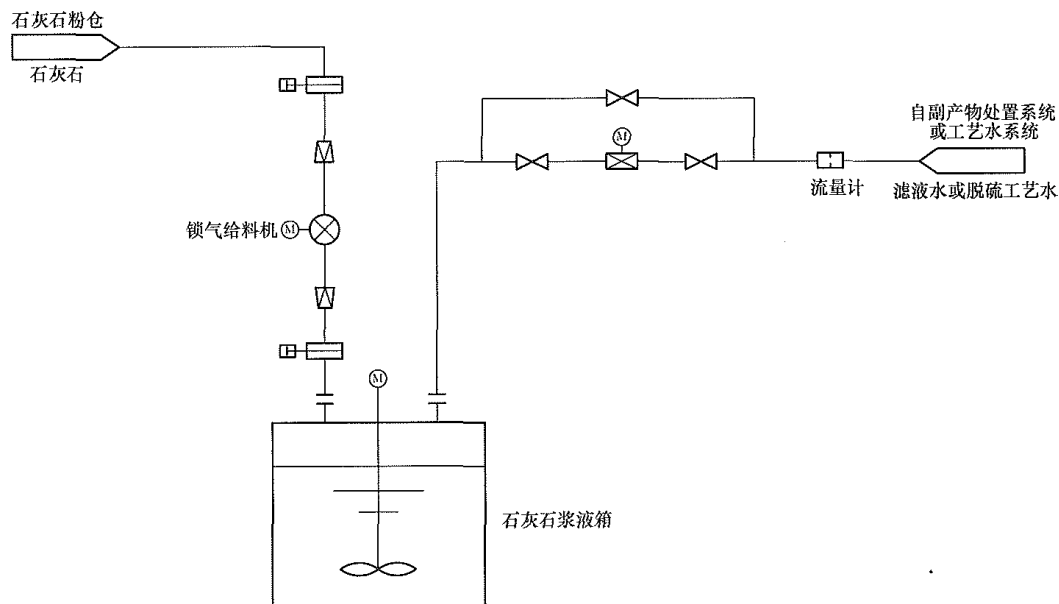 石灰石粉仓
石灰石
自副产物处置系统
或工艺水系统
M
流量计
滤液水或脱硫工艺水
锁气给料机
M
M
石灰石浆液箱